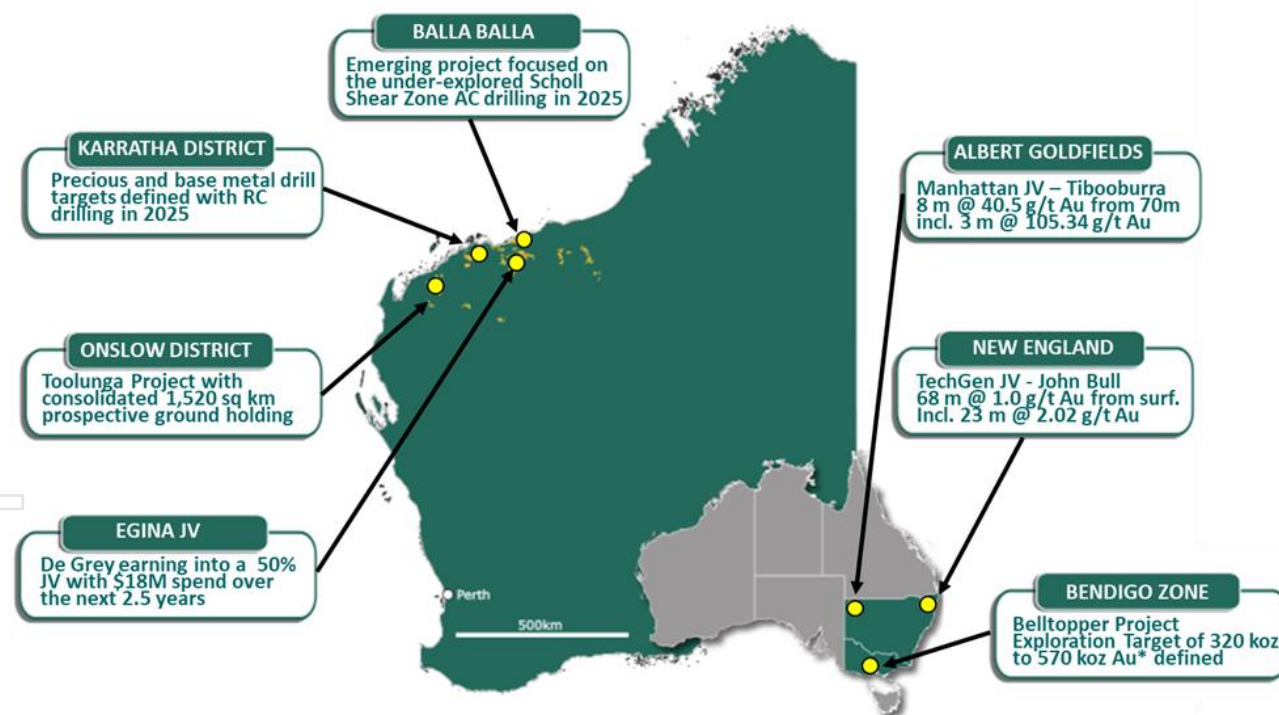 BALLA BALLA
Emerging project focused on
the under-explored Scholl
Shear Zone AC drilling in 2025
KARRATHA DISTRICT
Precious and base metal drill
targets defined with RC
drilling in 2025
ALBERT GOLDFIELDS
Manhattan JV – Tibooburra
8 m @ 40.5 g/t Au from 70m
incl. 3 m @ 105.34 g/t Au
ONSLOW DISTRICT
Toolunga Project with
consolidated 1,520 sq km
prospective ground holding
NEW ENGLAND
TechGen JV - John Bull
68 m @ 1.0 g/t Au from surf.
Incl. 23 m @ 2.02 g/t Au
EGINA JV
De Grey earning into a 50%
JV with $18M spend over
the next 2.5 years
Perth
500km
BENDIGO ZONE
Belltopper Project
Exploration Target of 320 koz
to 570 koz Au* defined